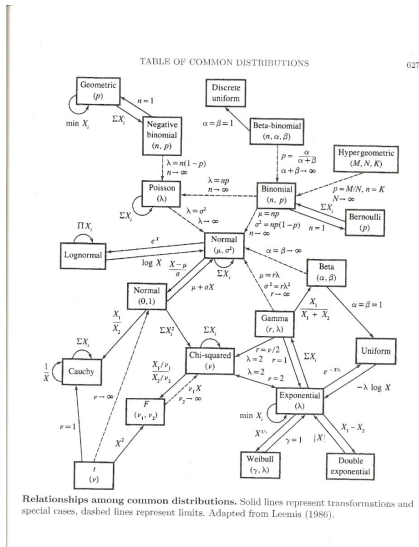 TABLE OF COMMON DISTRIBUTIONS
627
Geometric
(p)
n = 1
min Xᵢ
ΣXᵢ
Negative
binomial
(n, p)
Discrete
uniform
α = β = 1
Beta-binomial
(n, α, β)
p = α/(α+β)
α+β→∞
Hypergeometric
(M, N, K)
λ=n(1−p)
n→∞
λ=np
n→∞
Poisson
(λ)
ΣXᵢ
Binomial
(n, p)
p = M/N, n = K
N→∞
ΣXᵢ
n=1
Bernoulli
(p)
λ=σ²
λ→∞
μ=np
σ²=np(1−p)
n→∞
ΠXᵢ
Lognormal
eˣ
log X
Normal
(μ, σ²)
ΣXᵢ
α=β→∞
Beta
(α, β)
(X−μ)/σ
μ+σX
Normal
(0,1)
μ=rλ
σ²=rλ²
r→∞
X₁/(X₁ + X₂)
α=β=1
X₁/X₂
ΣXᵢ²
ΣXᵢ
Gamma
(r, λ)
ΣXᵢ
1/X
Cauchy
Chi-squared
(ν)
r=ν/2
λ=2
r=1
ΣXᵢ
Uniform
X₁/ν₁
X₂/ν₂
λ=2
ν=2
e⁻ˣ
−λ log X
ν→∞
ν₁X
ν₂→∞
F
(ν₁, ν₂)
ν=1
X²
min Xᵢ
Exponential
(λ)
γ=1
|X|
X₁−X₂
t
(ν)
Weibull
(γ, λ)
Double
exponential
Relationships among common distributions. Solid lines represent transformations and
special cases, dashed lines represent limits. Adapted from Leemis (1986).